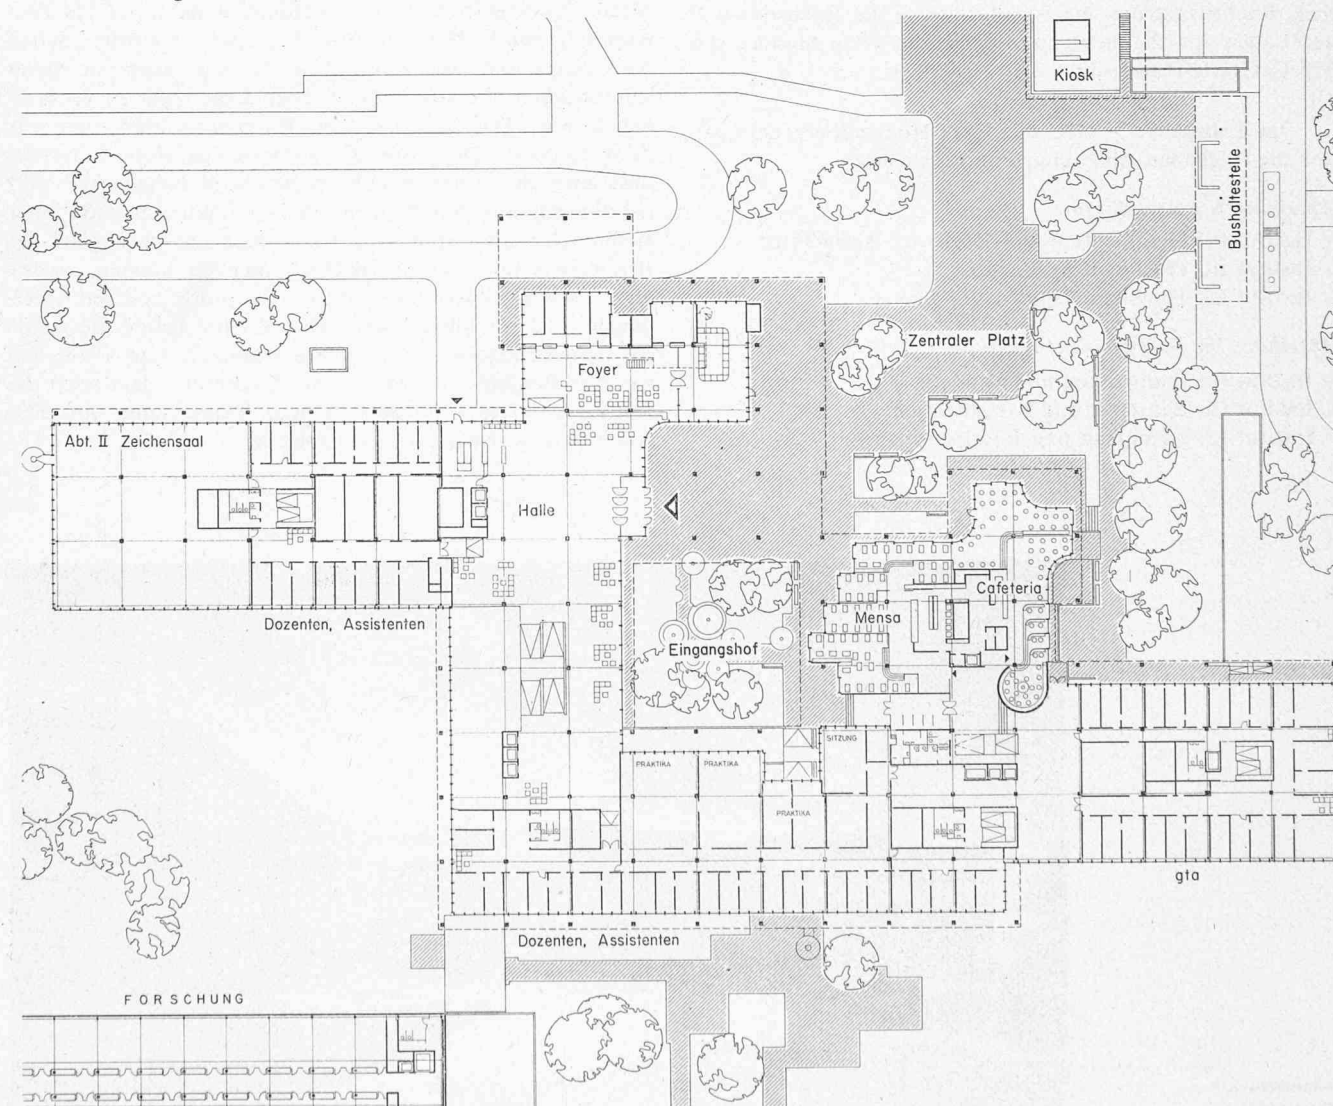 Kiosk
Bushaltestelle
Zentraler Platz
Foyer
Abt. II Zeichensaal
Halle
Cafeteria
Mensa
Dozenten, Assistenten
Eingangshof
SITZUNG
PRAKTIKA
PRAKTIKA
PRAKTIKA
gta
Dozenten, Assistenten
FORSCHUNG